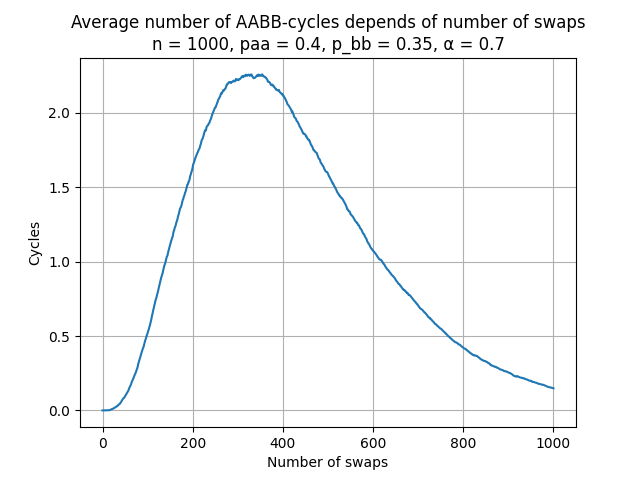 Average number of AABB-cycles depends of number of swaps
n = 1000, paa = 0.4, p_bb = 0.35, α = 0.7
2.0
1.5
1.0
0.5
0.0
Cycles
0 200 400 600 800 1000
Number of swaps